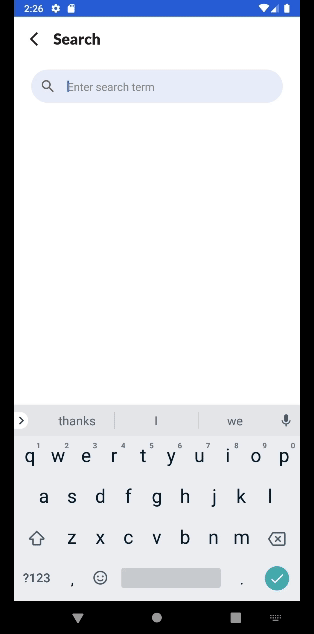 2:26
Search
Enter search term
thanks I we
1 2 3 4 5 6 7 8 9 0
q w e r t y u i o p
a s d f g h j k l
z x c v b n m
?123 , .